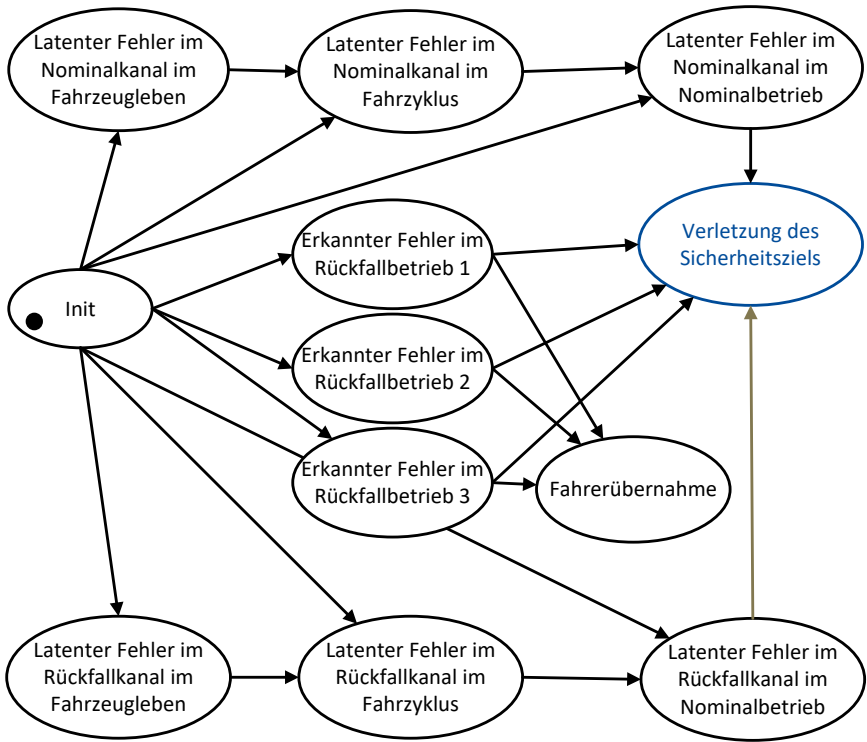 Latenter Fehler im
Nominalkanal im
Fahrzeugleben
Latenter Fehler im
Nominalkanal im
Fahrzyklus
Latenter Fehler im
Nominalkanal im
Nominalbetrieb
Verletzung des
Sicherheitsziels
Erkannter Fehler im
Rückfallbetrieb 1
Init
Erkannter Fehler im
Rückfallbetrieb 2
Erkannter Fehler im
Rückfallbetrieb 3
Fahrerübernahme
Latenter Fehler im
Rückfallkanal im
Fahrzeugleben
Latenter Fehler im
Rückfallkanal im
Fahrzyklus
Latenter Fehler im
Rückfallkanal im
Nominalbetrieb